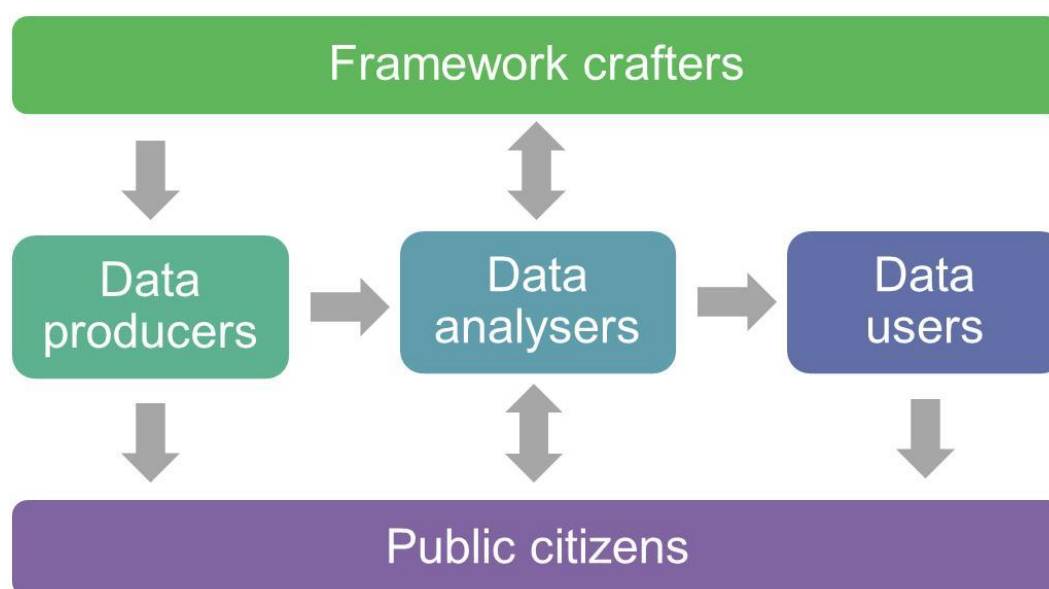 Framework crafters
Data
producers
Data
analysers
Data
users
Public citizens